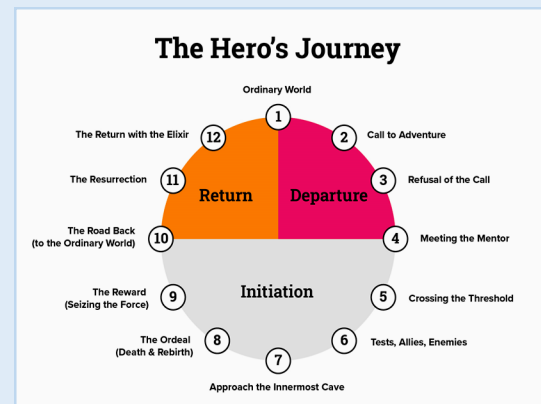 The Hero's Journey
Ordinary World
1
2
Call to Adventure
3
Refusal of the Call
4
Meeting the Mentor
5
Crossing the Threshold
6
Tests, Allies, Enemies
7
Approach the Innermost Cave
8
The Ordeal
(Death & Rebirth)
9
The Reward
(Seizing the Force)
10
The Road Back
(to the Ordinary World)
11
The Resurrection
12
The Return with the Elixir
Return
Departure
Initiation